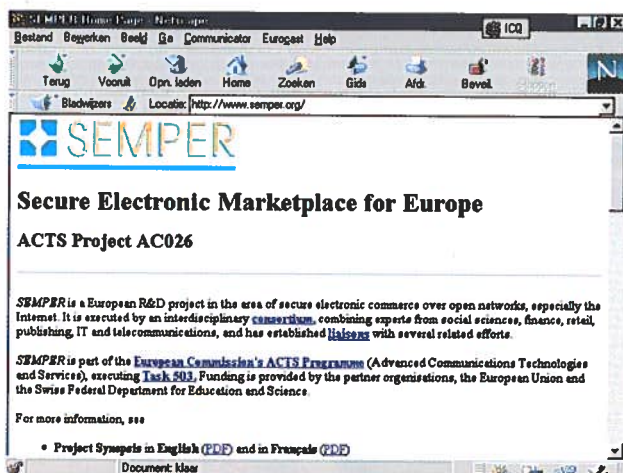 SEMPER Home Page - Netscape
ICQ
Bestand Bewerken Beeld Ga Communicator Eurogast Help
Terug Vooruit Opn. laden Home Zoeken Gids Afdr. Beveil.
Bladwijzers Locatie: http://www.semper.org/
SEMPER
Secure Electronic Marketplace for Europe
ACTS Project AC026
SEMPER is a European R&D project in the area of secure electronic commerce over open networks, especially the
Internet. It is executed by an interdisciplinary consortium, combining experts from social sciences, finance, retail,
publishing, IT and telecommunications, and has established liaisons with several related efforts.
SEMPER is part of the European Commission's ACTS Programme (Advanced Communications Technologies
and Services), executing Task 503. Funding is provided by the partner organisations, the European Union and
the Swiss Federal Department for Education and Science.
For more information, see
• Project Synopsis in English (PDF) and in Français (PDF)
Document: klaar